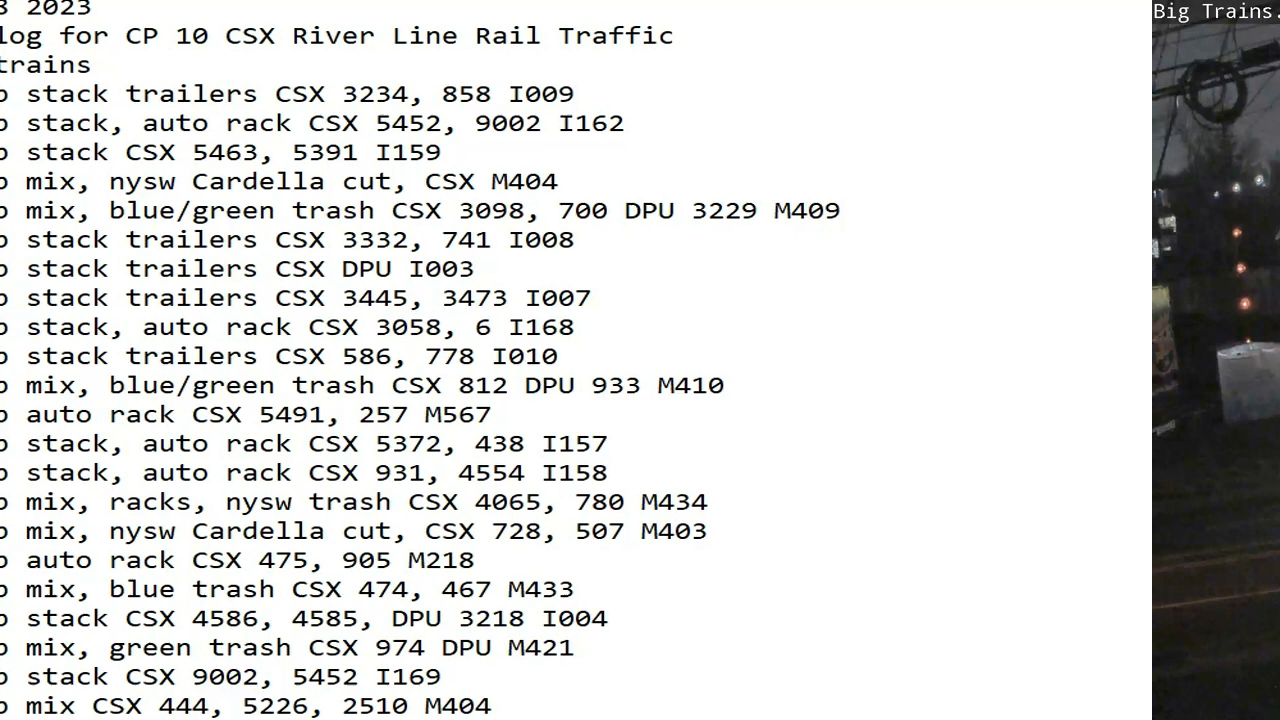 3 2023
log for CP 10 CSX River Line Rail Traffic
trains
b stack trailers CSX 3234, 858 I009
b stack, auto rack CSX 5452, 9002 I162
b stack CSX 5463, 5391 I159
b mix, nysw Cardella cut, CSX M404
b mix, blue/green trash CSX 3098, 700 DPU 3229 M409
b stack trailers CSX 3332, 741 I008
b stack trailers CSX DPU I003
b stack trailers CSX 3445, 3473 I007
b stack, auto rack CSX 3058, 6 I168
b stack trailers CSX 586, 778 I010
b mix, blue/green trash CSX 812 DPU 933 M410
b auto rack CSX 5491, 257 M567
b stack, auto rack CSX 5372, 438 I157
b stack, auto rack CSX 931, 4554 I158
b mix, racks, nysw trash CSX 4065, 780 M434
b mix, nysw Cardella cut, CSX 728, 507 M403
b auto rack CSX 475, 905 M218
b mix, blue trash CSX 474, 467 M433
b stack CSX 4586, 4585, DPU 3218 I004
b mix, green trash CSX 974 DPU M421
b stack CSX 9002, 5452 I169
b mix CSX 444, 5226, 2510 M404
Big Trains.